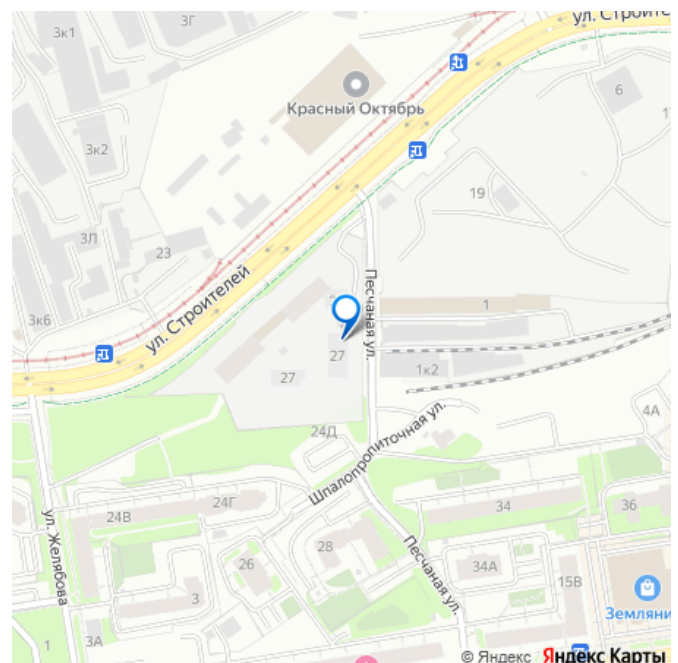 ул. Строите
3к1
3Г
Красный Октябрь
6
3к2
19
3Л
23
ул. Строителей
Песчаная ул.
1
3к6
27
27
1к2
4А
24Д
Шпалопропиточная ул.
24В
24Г
34
36
ул. Желябова
26
28
Песчаная ул.
34А
15В
3
Земляни
1
3А
© Яндекс Яндекс Карты